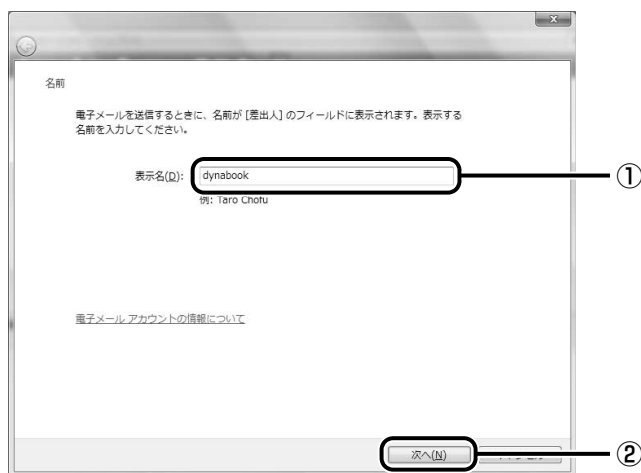 名前
電子メールを送信するときに、名前が [差出人] のフィールドに表示されます。表示する
名前を入力してください。
表示名(D): dynabook
①
例: Taro Chofu
電子メール アカウントの情報について
次へ(N)
②